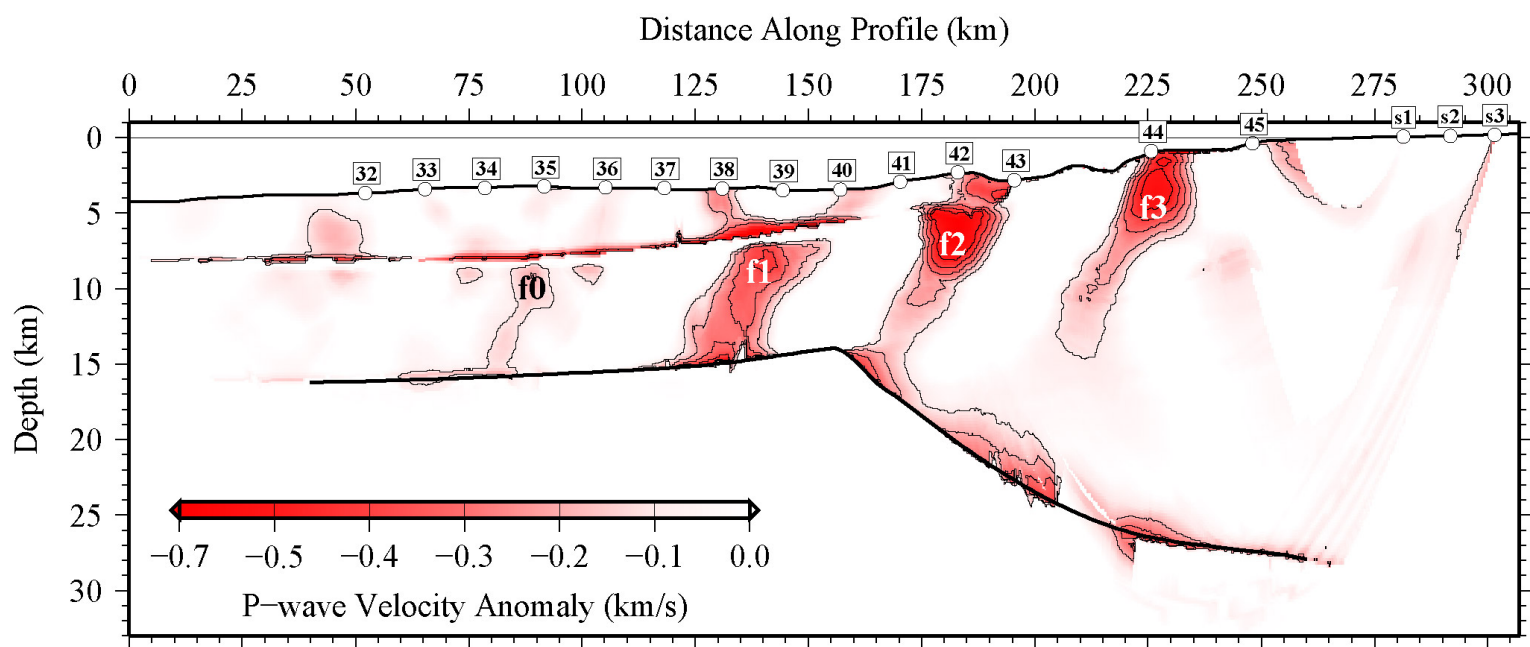 Distance Along Profile (km)
0 25 50 75 100 125 150 175 200 225 250 275 300
s1 s2 s3
44 45
0
42 43
41
32 33 34 35 36 37 38 39 40
5
f3
f2
f1
10
f0
15
Depth (km)
20
25
−0.7 −0.5 −0.4 −0.3 −0.2 −0.1 0.0
30
P−wave Velocity Anomaly (km/s)